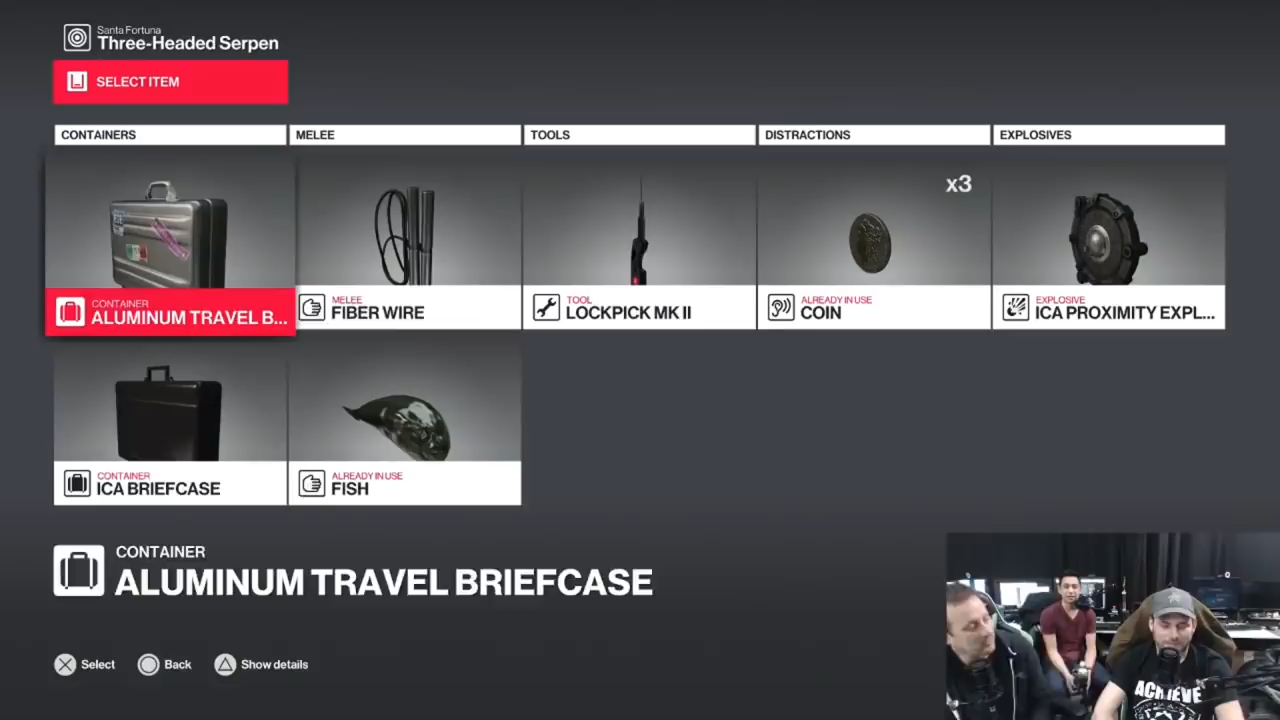 Santa Fortuna
Three-Headed Serpen
SELECT ITEM
CONTAINERS
MELEE
TOOLS
DISTRACTIONS
EXPLOSIVES
x3
CONTAINER
ALUMINUM TRAVEL B...
MELEE
FIBER WIRE
TOOL
LOCKPICK MK II
ALREADY IN USE
COIN
EXPLOSIVE
ICA PROXIMITY EXPL...
CONTAINER
ICA BRIEFCASE
ALREADY IN USE
FISH
CONTAINER
ALUMINUM TRAVEL BRIEFCASE
Select
Back
Show details